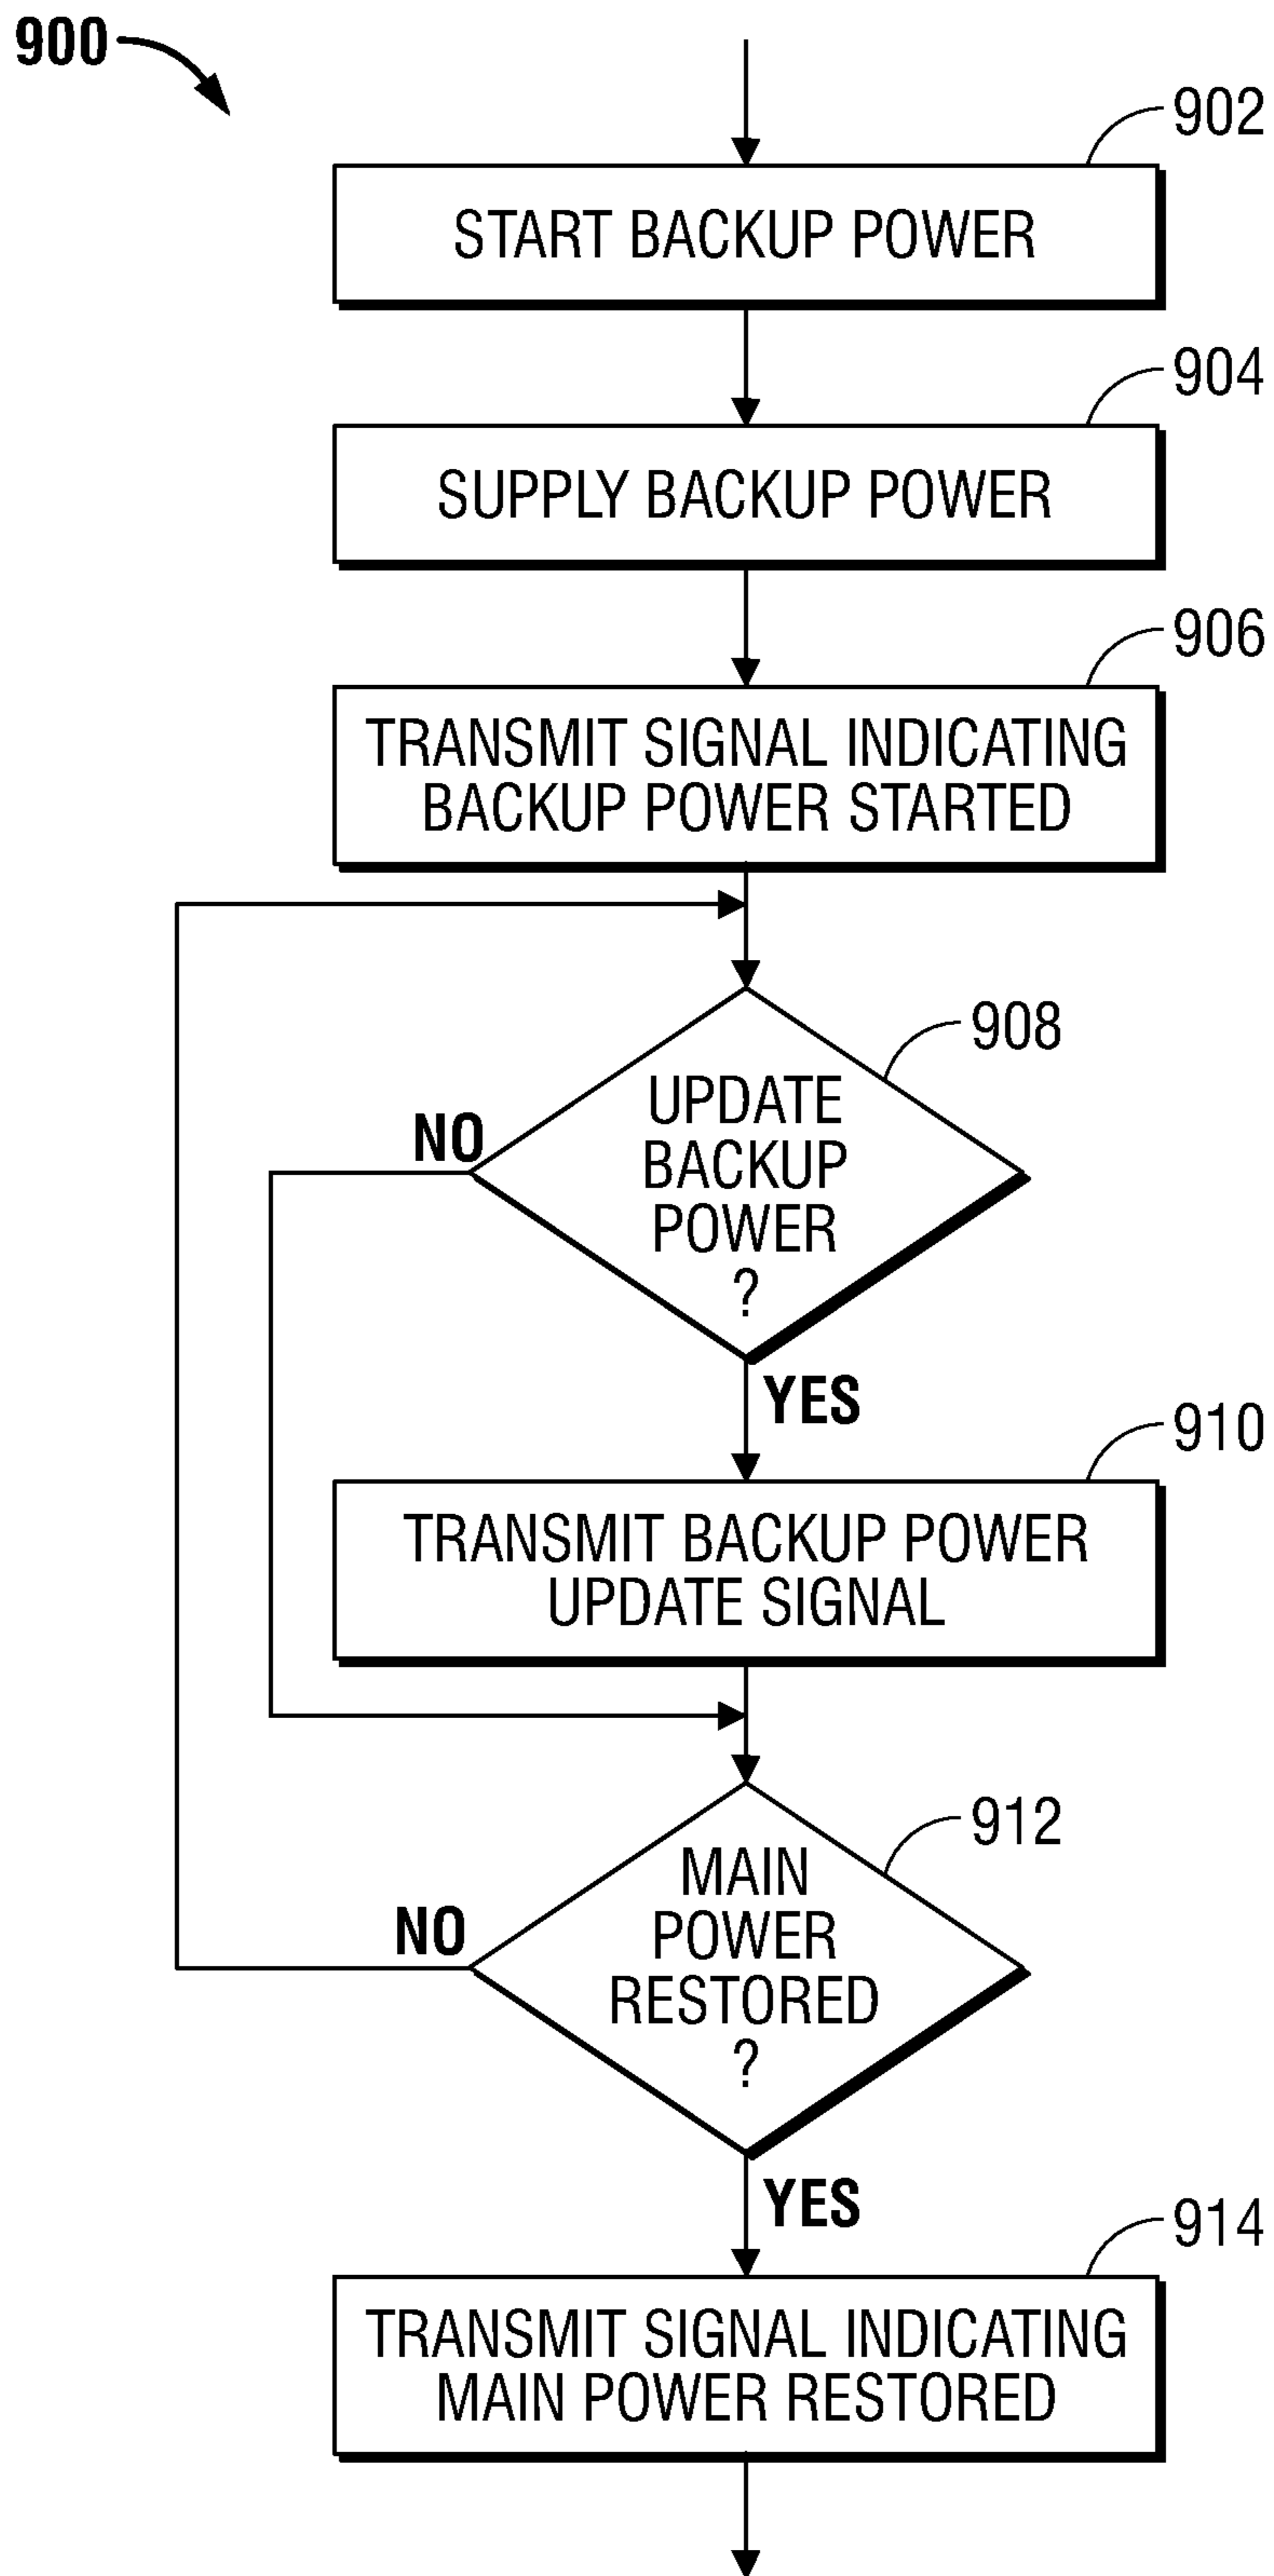 900
902
START BACKUP POWER
904
SUPPLY BACKUP POWER
906
TRANSMIT SIGNAL INDICATING
BACKUP POWER STARTED
908
UPDATE
BACKUP
POWER
?
NO
YES
910
TRANSMIT BACKUP POWER
UPDATE SIGNAL
912
MAIN
POWER
RESTORED
?
NO
YES
914
TRANSMIT SIGNAL INDICATING
MAIN POWER RESTORED